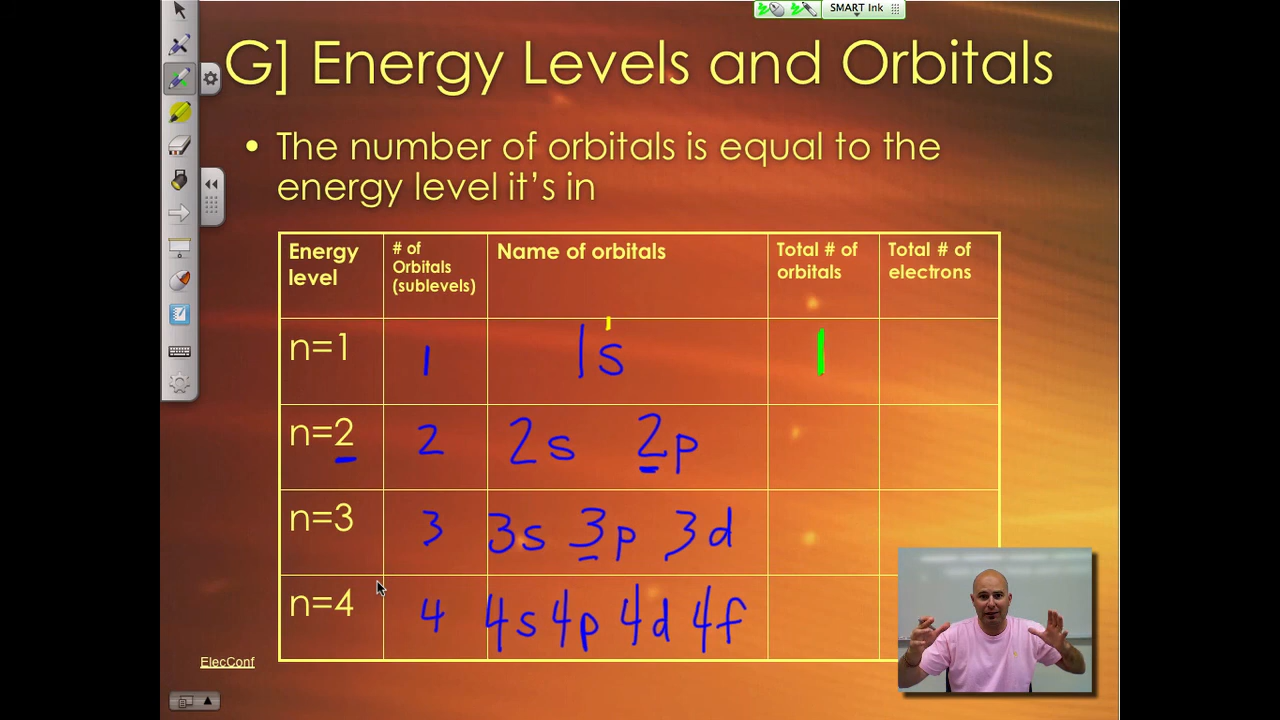 SMART Ink
G] Energy Levels and Orbitals
• The number of orbitals is equal to the
energy level it's in
Energy
level
# of
Orbitals
(sublevels)
Name of orbitals
Total # of
orbitals
Total # of
electrons
n=1
1
1s
1
n=2
2
2s 2p
n=3
3
3s 3p 3d
n=4
4
4s 4p 4d 4f
ElecConf